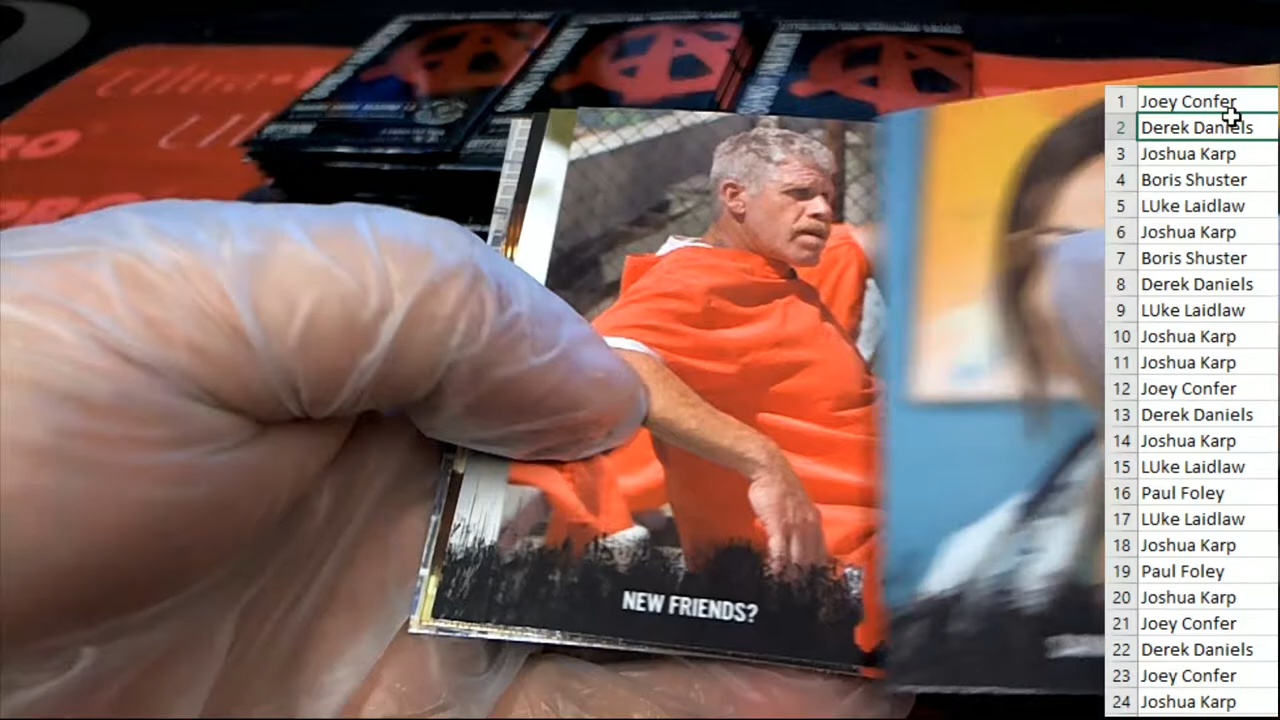 NEW FRIENDS?
1 Joey Confer
2 Derek Daniels
3 Joshua Karp
4 Boris Shuster
5 LUke Laidlaw
6 Joshua Karp
7 Boris Shuster
8 Derek Daniels
9 LUke Laidlaw
10 Joshua Karp
11 Joshua Karp
12 Joey Confer
13 Derek Daniels
14 Joshua Karp
15 LUke Laidlaw
16 Paul Foley
17 LUke Laidlaw
18 Joshua Karp
19 Paul Foley
20 Joshua Karp
21 Joey Confer
22 Derek Daniels
23 Joey Confer
24 Joshua Karp